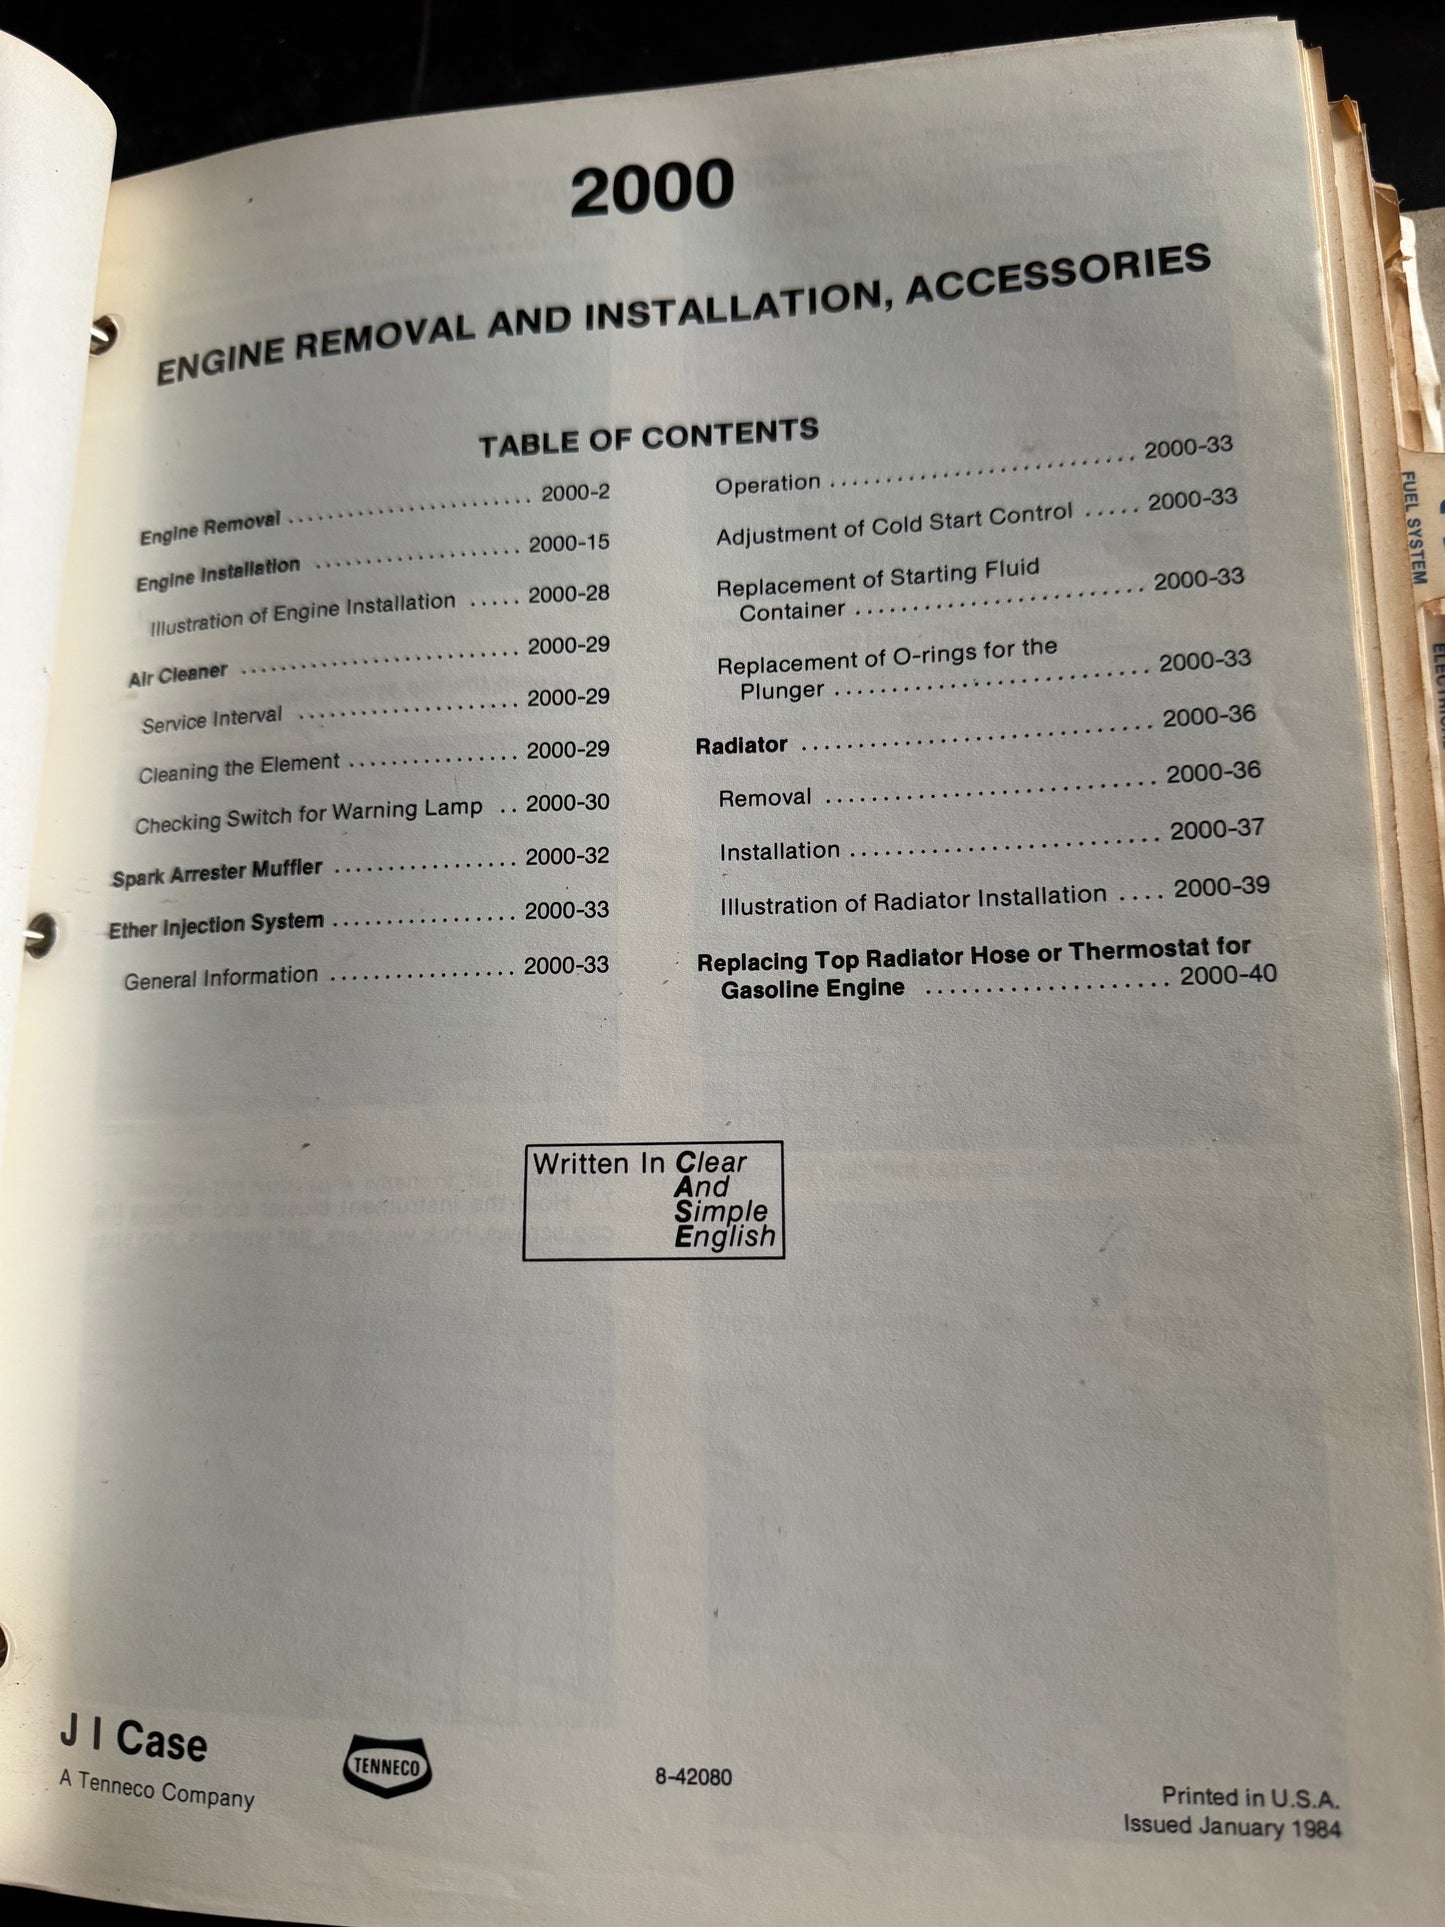 2000
ENGINE REMOVAL AND INSTALLATION, ACCESSORIES
TABLE OF CONTENTS
Engine Removal ........................ 2000-2
Engine Installation ..................... 2000-15
Illustration of Engine Installation ..... 2000-28
Air Cleaner ........................... 2000-29
Service Interval ...................... 2000-29
Cleaning the Element ................. 2000-29
Checking Switch for Warning Lamp .. 2000-30
Spark Arrester Muffler ................ 2000-32
Ether Injection System ................ 2000-33
General Information ................. 2000-33
Operation ............................ 2000-33
Adjustment of Cold Start Control ..... 2000-33
Replacement of Starting Fluid
Container .......................... 2000-33
Replacement of O-rings for the
Plunger ............................ 2000-33
Radiator .............................. 2000-36
Removal ............................. 2000-36
Installation ........................... 2000-37
Illustration of Radiator Installation .... 2000-39
Replacing Top Radiator Hose or Thermostat for
Gasoline Engine .................... 2000-40
Written In Clear
And
Simple
English
J I Case
A Tenneco Company
TENNECO
8-42080
Printed in U.S.A.
Issued January 1984
FUEL SYSTEM